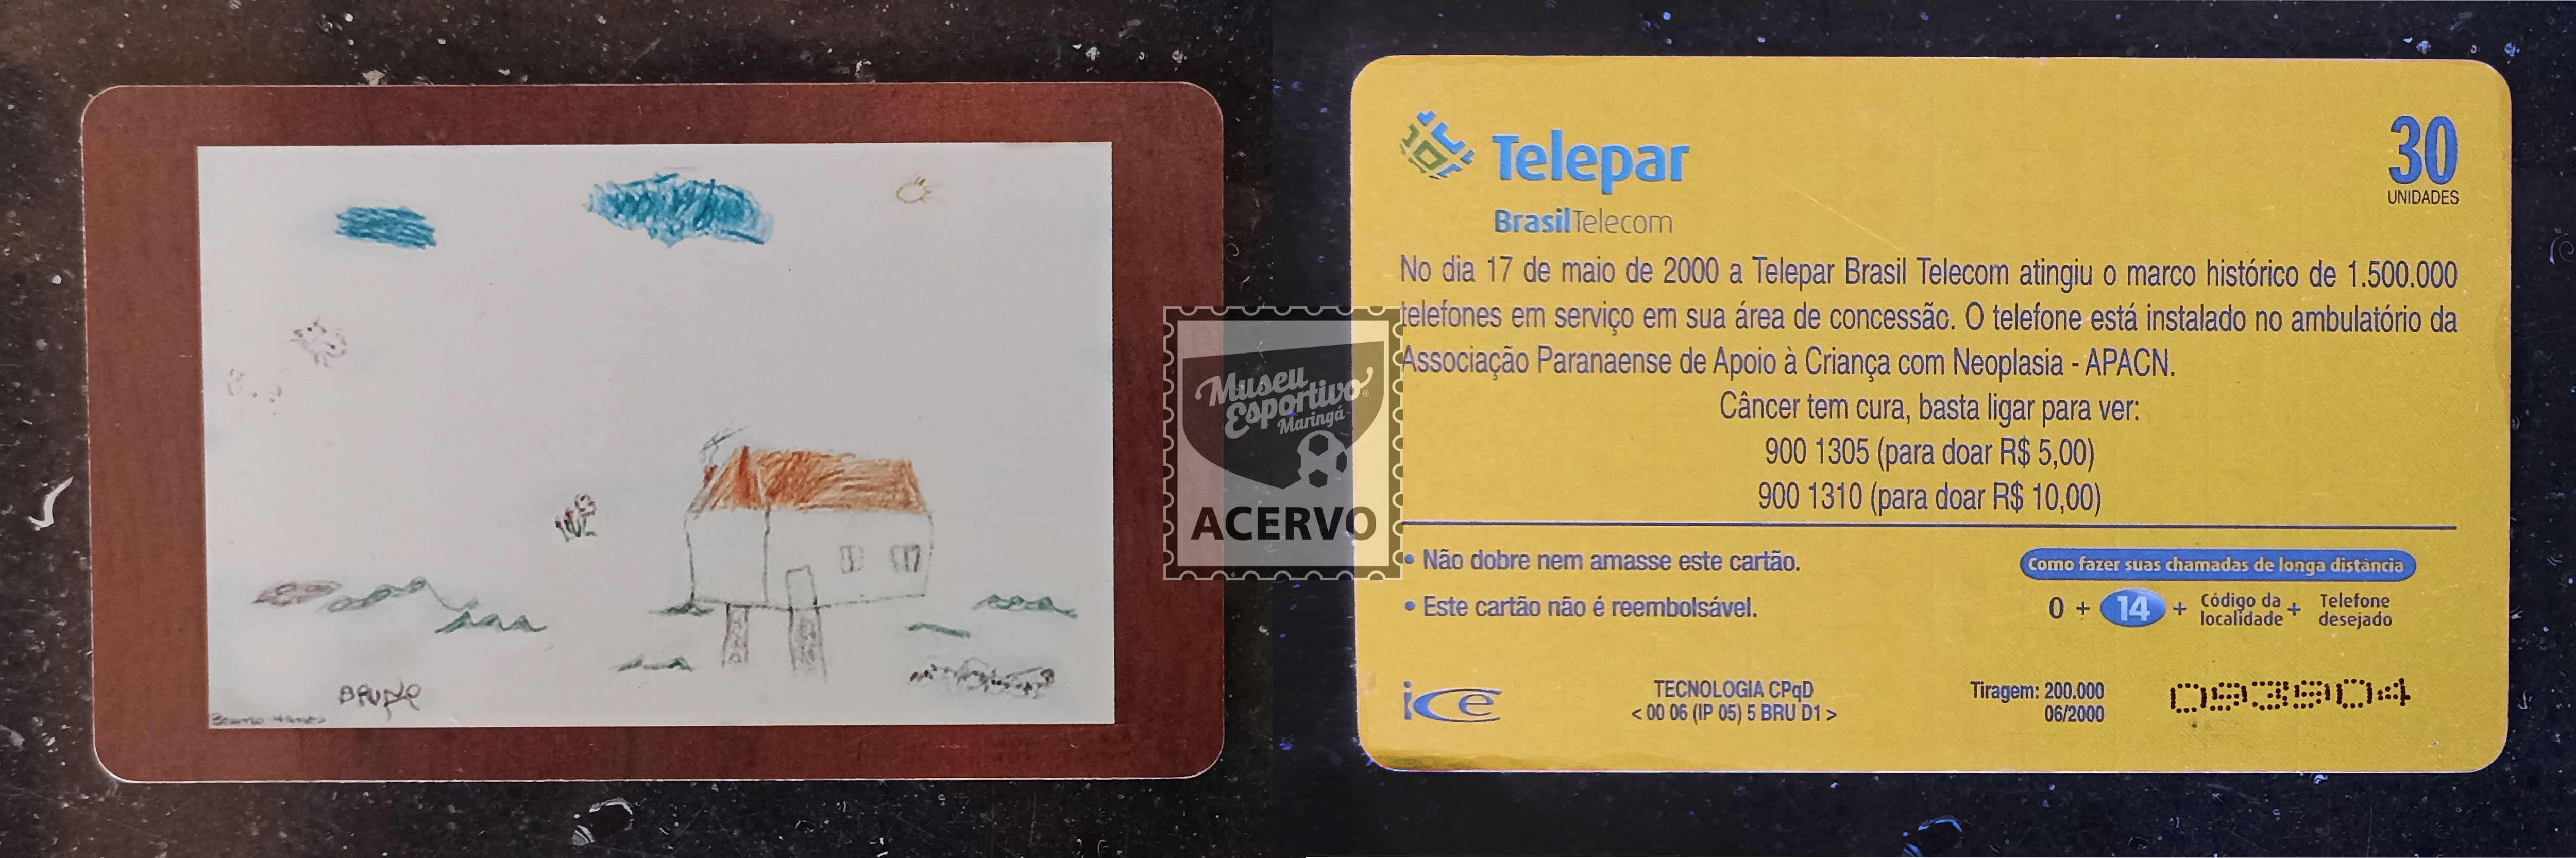 BRUNO
Bruno
Telepar
BrasilTelecom
30
UNIDADES
No dia 17 de maio de 2000 a Telepar Brasil Telecom atingiu o marco histórico de 1.500.000
telefones em serviço em sua área de concessão. O telefone está instalado no ambulatório da
Associação Paranaense de Apoio à Criança com Neoplasia - APACN.
Câncer tem cura, basta ligar para ver:
900 1305 (para doar R$ 5,00)
900 1310 (para doar R$ 10,00)
• Não dobre nem amasse este cartão.
• Este cartão não é reembolsável.
Como fazer suas chamadas de longa distância
0 + 14 + Código da localidade + Telefone desejado
ice
TECNOLOGIA CPqD
< 00 06 (IP 05) 5 BRU D1 >
Tiragem: 200.000
06/2000
093904
Museu
Esportivo®
Maringá
ACERVO